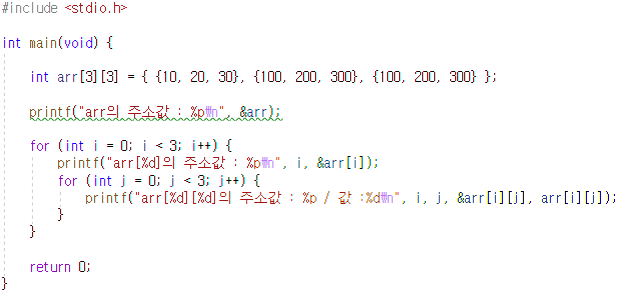 #include <stdio.h>
int main(void) {
int arr[3][3] = { {10, 20, 30}, {100, 200, 300}, {100, 200, 300} };
printf("arr의 주소값 : %p₩n", &arr);
for (int i = 0; i < 3; i++) {
printf("arr[%d]의 주소값 : %p₩n", i, &arr[i]);
for (int j = 0; j < 3; j++) {
printf("arr[%d][%d]의 주소값 : %p / 값 :%d₩n", i, j, &arr[i][j], arr[i][j]);
}
}
return 0;
}